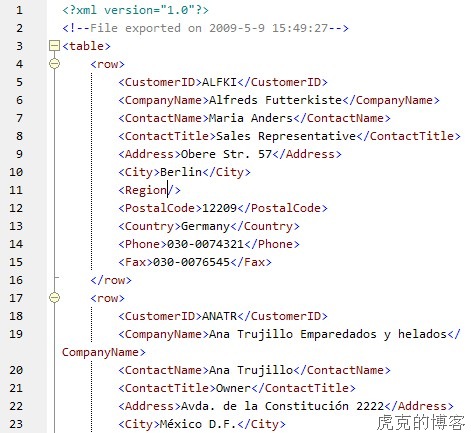 1 <?xml version="1.0"?>
2 <!--File exported on 2009-5-9 15:49:27-->
3 <table>
4 <row>
5 <CustomerID>ALFKI</CustomerID>
6 <CompanyName>Alfreds Futterkiste</CompanyName>
7 <ContactName>Maria Anders</ContactName>
8 <ContactTitle>Sales Representative</ContactTitle>
9 <Address>Obere Str. 57</Address>
10 <City>Berlin</City>
11 <Region/>
12 <PostalCode>12209</PostalCode>
13 <Country>Germany</Country>
14 <Phone>030-0074321</Phone>
15 <Fax>030-0076545</Fax>
16 </row>
17 <row>
18 <CustomerID>ANATR</CustomerID>
19 <CompanyName>Ana Trujillo Emparedados y helados</
CompanyName>
20 <ContactName>Ana Trujillo</ContactName>
21 <ContactTitle>Owner</ContactTitle>
22 <Address>Avda. de la Constitución 2222</Address>
23 <City>México D.F.</City>
虎克的博客